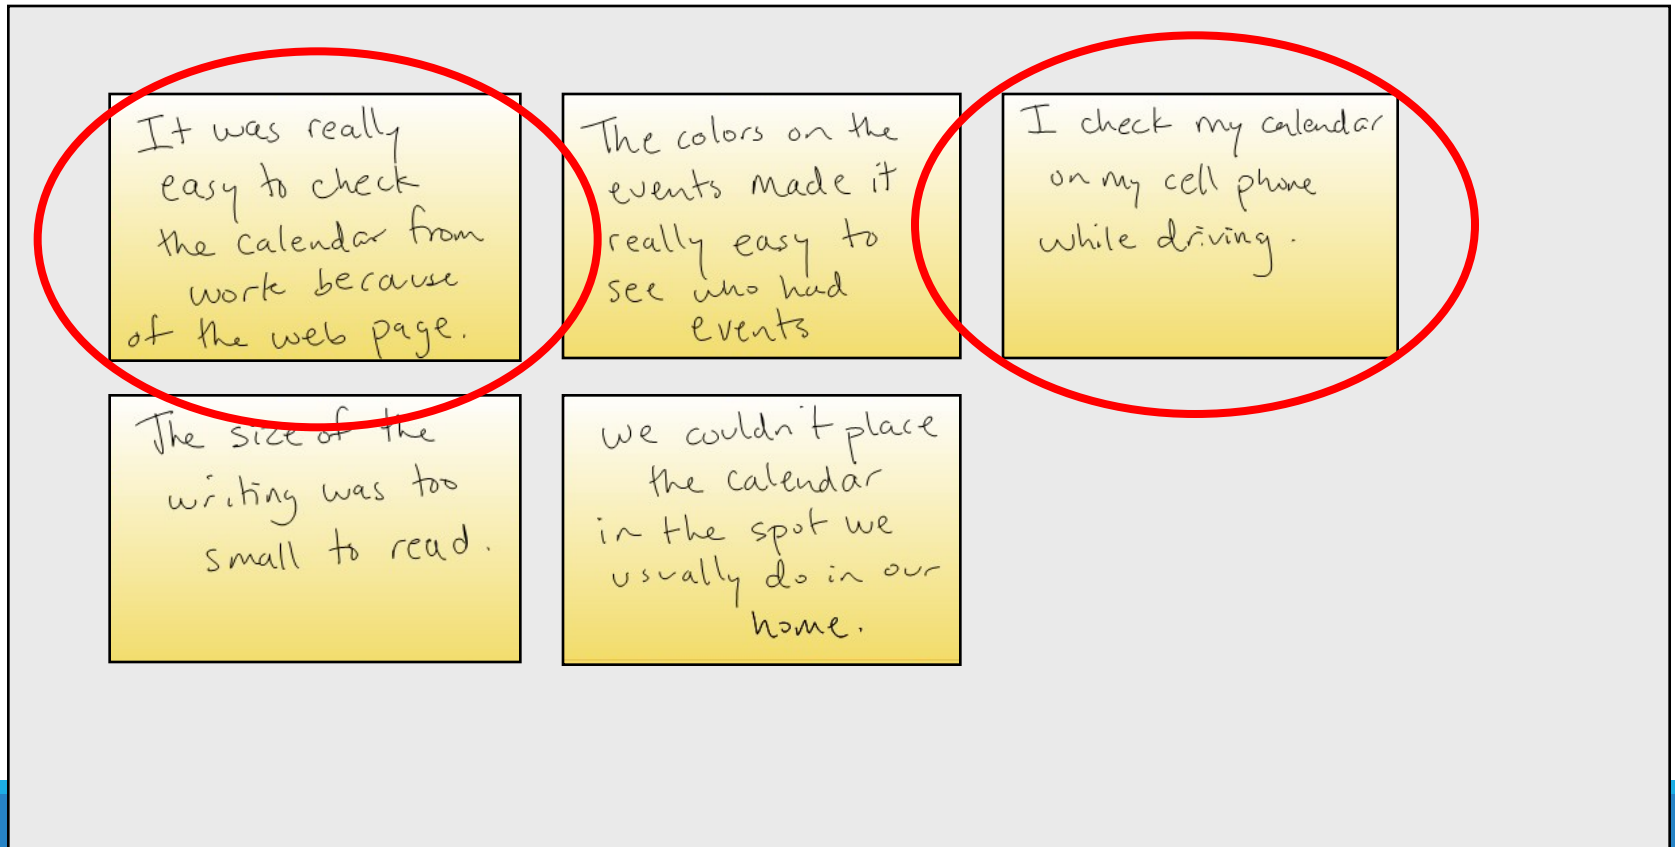 It was really
easy to check
the calendar from
work because
of the web page.
The colors on the
events made it
really easy to
see who had
events
I check my calendar
on my cell phone
while driving.
The size of the
writing was too
small to read.
we couldn't place
the calendar
in the spot we
usually do in our
home.